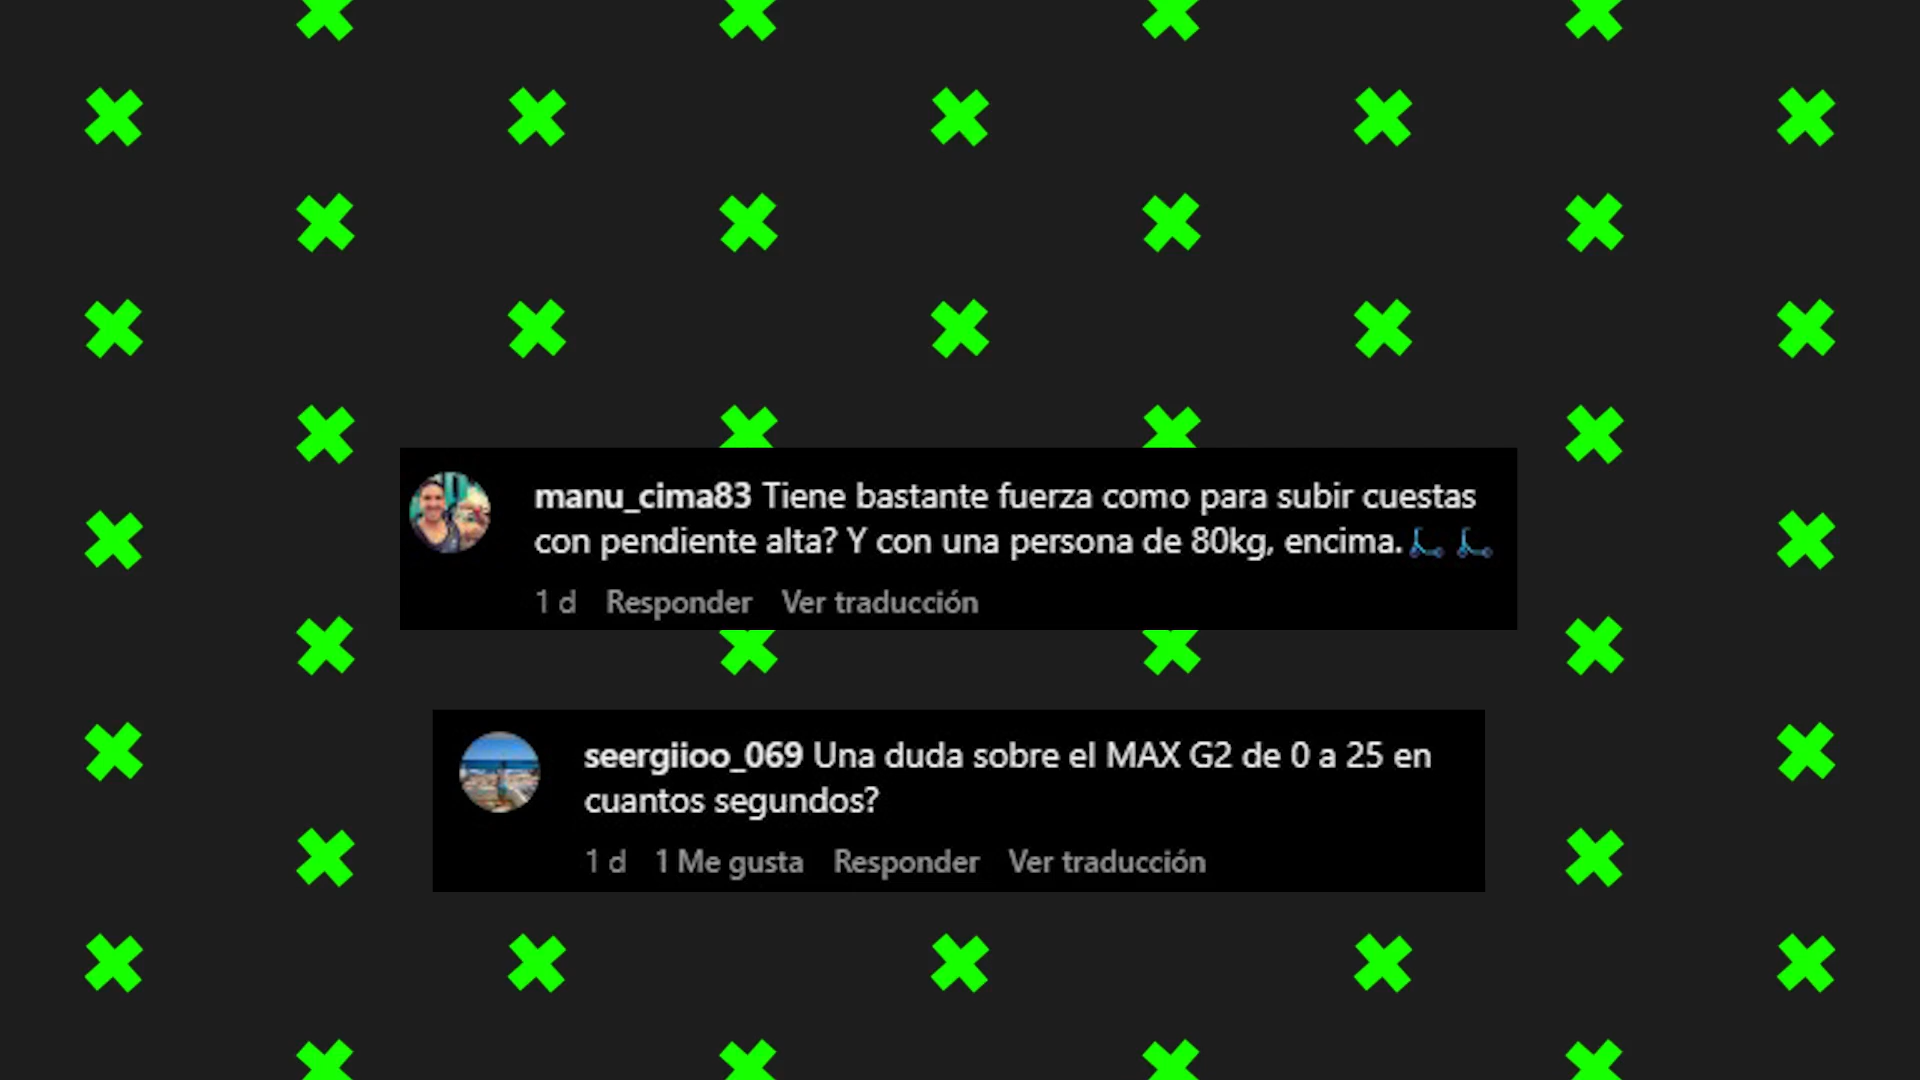 manu_cima83 Tiene bastante fuerza como para subir cuestas
con pendiente alta? Y con una persona de 80kg, encima.🛴 🛴
1 d Responder Ver traducción
seergiioo_069 Una duda sobre el MAX G2 de 0 a 25 en
cuantos segundos?
1 d 1 Me gusta Responder Ver traducción